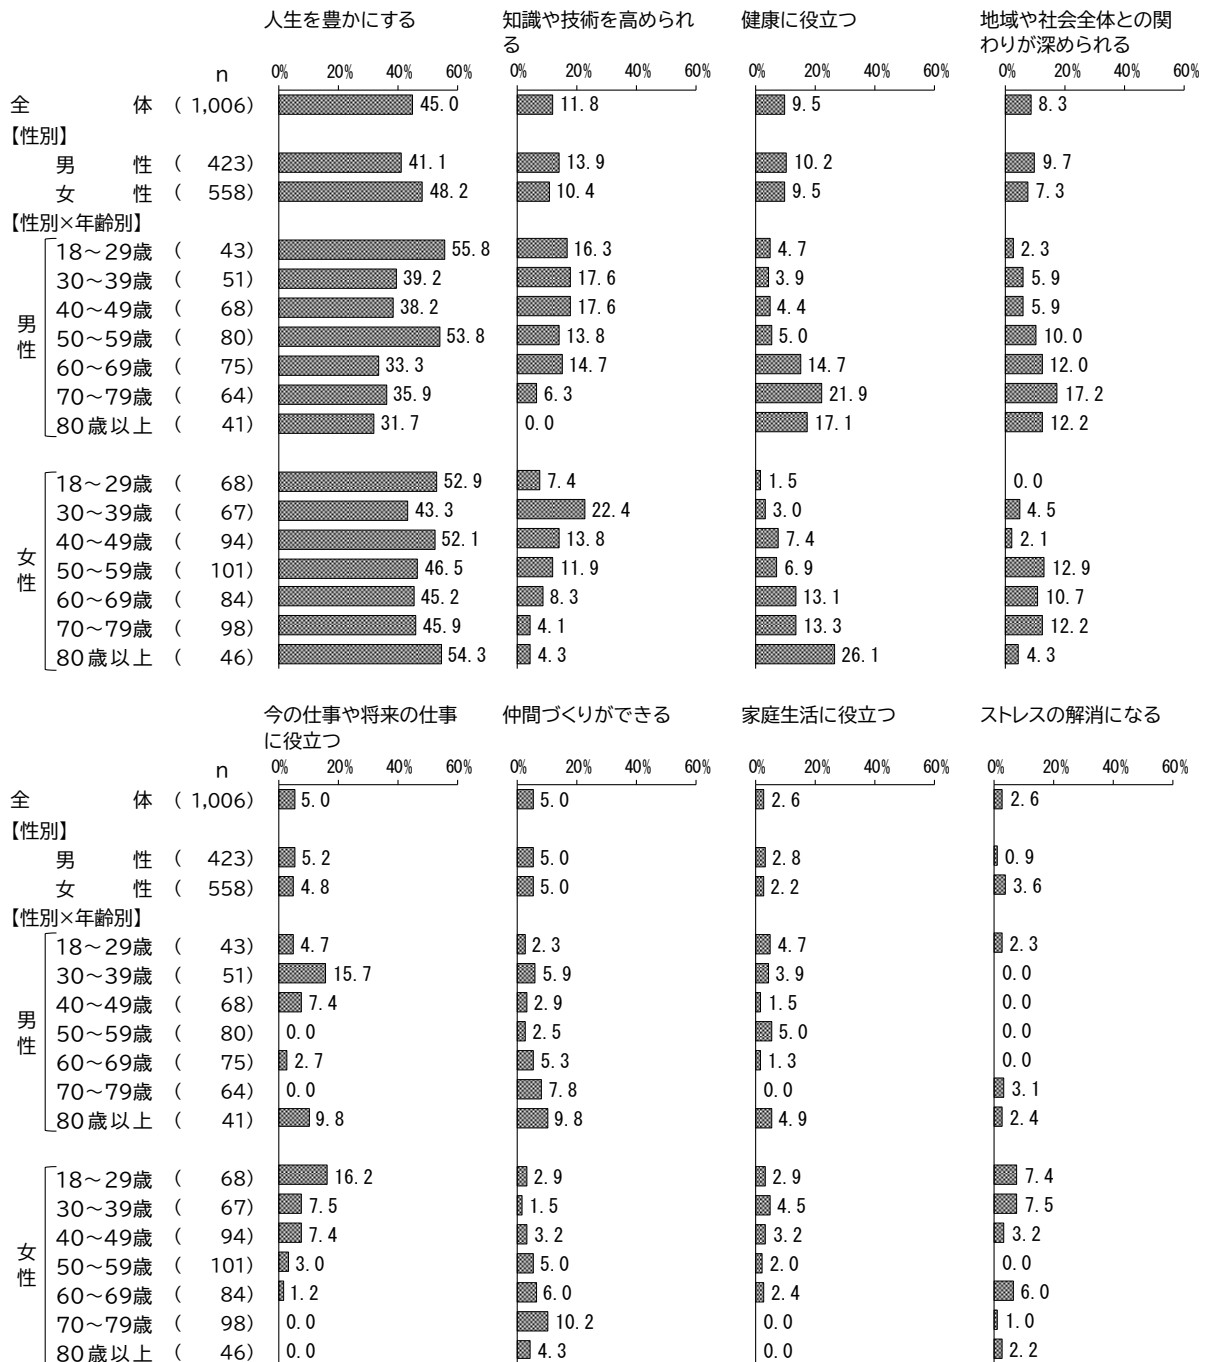 人生を豊かにする 知識や技術を高められ 健康に役立つ 地域や社会全体との関
る わりが深められる
n 0% 20% 40% 60% 0% 20% 40% 60% 0% 20% 40% 60% 0% 20% 40% 60%
全 体 ( 1,006) 45.0 11.8 9.5 8.3
【性別】
男 性 ( 423) 41.1 13.9 10.2 9.7
女 性 ( 558) 48.2 10.4 9.5 7.3
【性別×年齢別】
男性
18~29歳 ( 43) 55.8 16.3 4.7 2.3
30~39歳 ( 51) 39.2 17.6 3.9 5.9
40~49歳 ( 68) 38.2 17.6 4.4 5.9
50~59歳 ( 80) 53.8 13.8 5.0 10.0
60~69歳 ( 75) 33.3 14.7 14.7 12.0
70~79歳 ( 64) 35.9 6.3 21.9 17.2
80歳以上 ( 41) 31.7 0.0 17.1 12.2
女性
18~29歳 ( 68) 52.9 7.4 1.5 0.0
30~39歳 ( 67) 43.3 22.4 3.0 4.5
40~49歳 ( 94) 52.1 13.8 7.4 2.1
50~59歳 ( 101) 46.5 11.9 6.9 12.9
60~69歳 ( 84) 45.2 8.3 13.1 10.7
70~79歳 ( 98) 45.9 4.1 13.3 12.2
80歳以上 ( 46) 54.3 4.3 26.1 4.3
今の仕事や将来の仕事 仲間づくりができる 家庭生活に役立つ ストレスの解消になる
に役立つ
n 0% 20% 40% 60% 0% 20% 40% 60% 0% 20% 40% 60% 0% 20% 40% 60%
全 体 ( 1,006) 5.0 5.0 2.6 2.6
【性別】
男 性 ( 423) 5.2 5.0 2.8 0.9
女 性 ( 558) 4.8 5.0 2.2 3.6
【性別×年齢別】
男性
18~29歳 ( 43) 4.7 2.3 4.7 2.3
30~39歳 ( 51) 15.7 5.9 3.9 0.0
40~49歳 ( 68) 7.4 2.9 1.5 0.0
50~59歳 ( 80) 0.0 2.5 5.0 0.0
60~69歳 ( 75) 2.7 5.3 1.3 0.0
70~79歳 ( 64) 0.0 7.8 0.0 3.1
80歳以上 ( 41) 9.8 9.8 4.9 2.4
女性
18~29歳 ( 68) 16.2 2.9 2.9 7.4
30~39歳 ( 67) 7.5 1.5 4.5 7.5
40~49歳 ( 94) 7.4 3.2 3.2 3.2
50~59歳 ( 101) 3.0 5.0 2.0 0.0
60~69歳 ( 84) 1.2 6.0 2.4 6.0
70~79歳 ( 98) 0.0 10.2 0.0 1.0
80歳以上 ( 46) 0.0 4.3 0.0 2.2